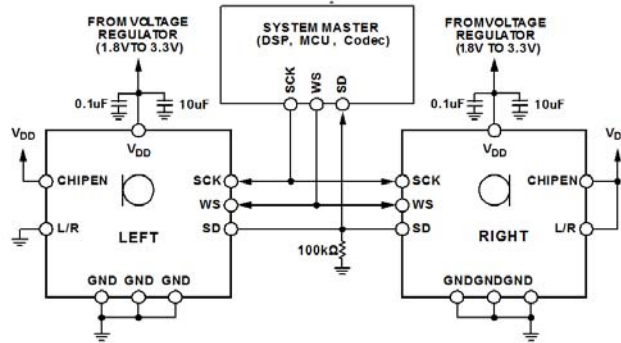 FROM VOLTAGE
REGULATOR
(1.8V TO 3.3V)
SYSTEM MASTER
(DSP, MCU, Codec)
SCK
WS
SD
FROMVOLTAGE
REGULATOR
(18V TO 3.3V)
0.1uF
10uF
0.1uF
10uF
VDD
VDD
VDD
VD
CHIPEN
SCK
SCK
CHIPEN
WS
WS
L/R
LEFT
SD
SD
RIGHT
L/R
100kΩ
GND GND GND
GNDGNDGND